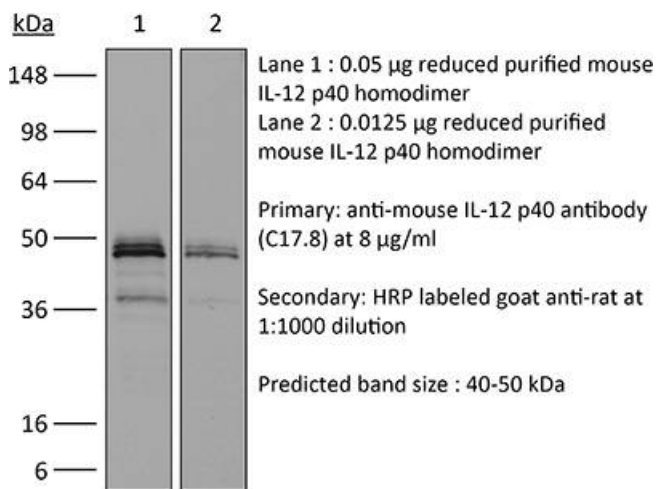 kDa
1 2
148
98
64
50
36
16
6
Lane 1 : 0.05 µg reduced purified mouse
IL-12 p40 homodimer
Lane 2 : 0.0125 µg reduced purified
mouse IL-12 p40 homodimer
Primary: anti-mouse IL-12 p40 antibody
(C17.8) at 8 µg/ml
Secondary: HRP labeled goat anti-rat at
1:1000 dilution
Predicted band size : 40-50 kDa